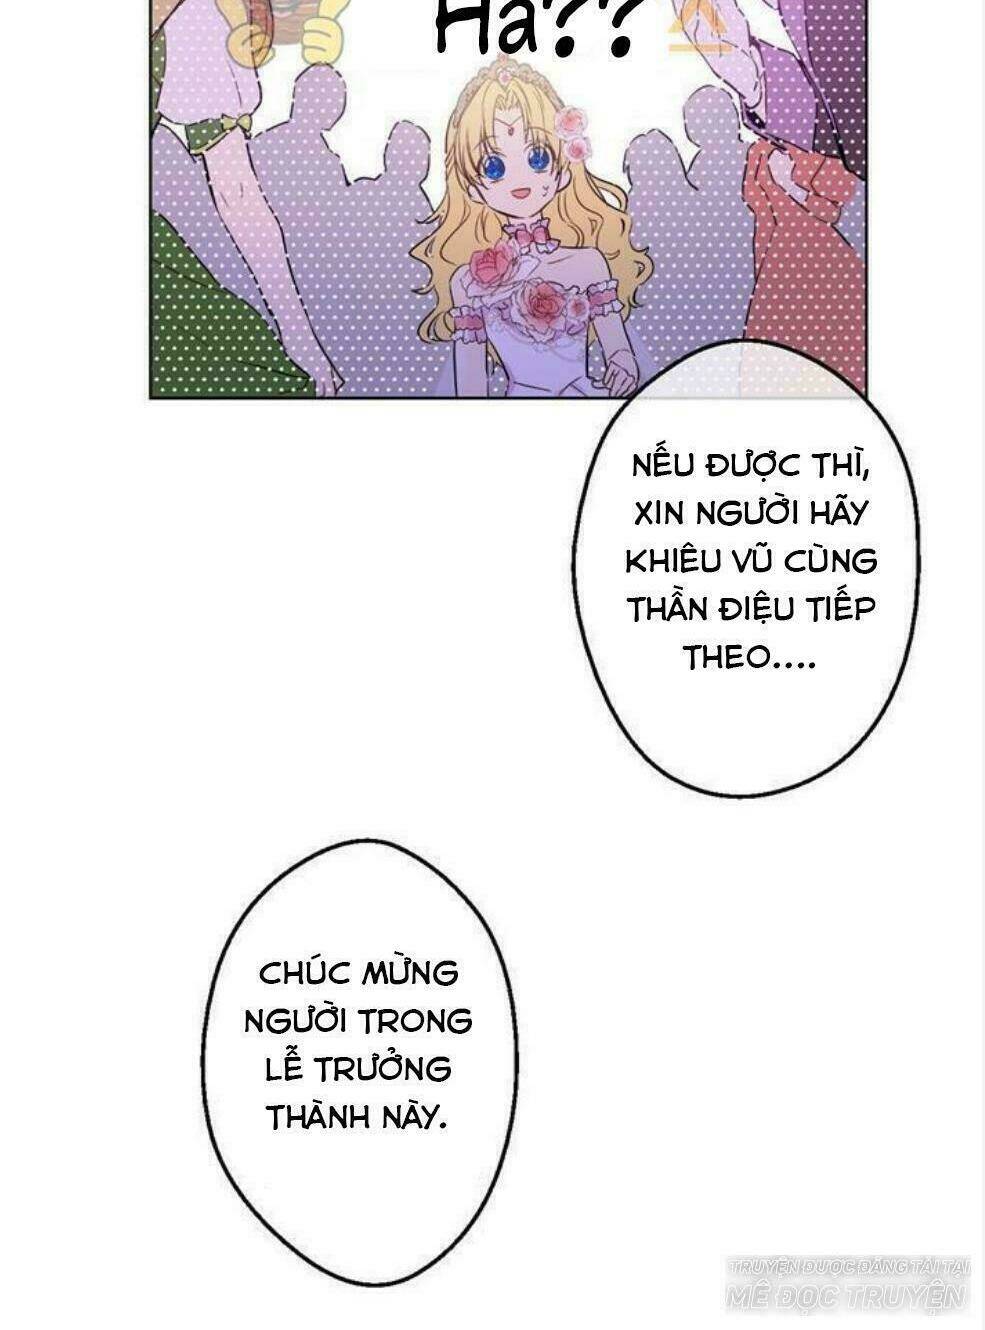 Hả??
NẾU ĐƯỢC THÌ,
XIN NGƯỜI HÃY
KHIÊU VŨ CÙNG
THẦN ĐIỆU TIẾP
THEO....
CHÚC MỪNG
NGƯỜI TRONG
LỄ TRƯỞNG
THÀNH NÀY.
TRUYỆN ĐƯỢC ĐĂNG TẢI TẠI
MÊ ĐỌC TRUYỆN